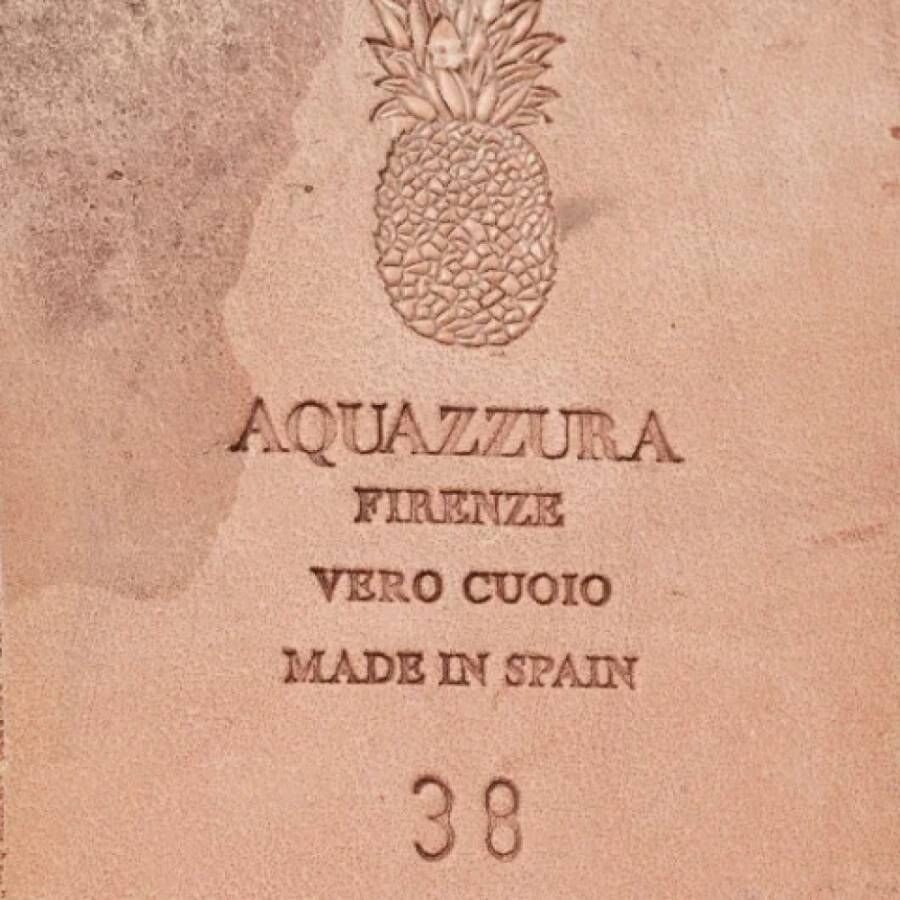 AQUAZZURA
FIRENZE
VERO CUOIO
MADE IN SPAIN
38